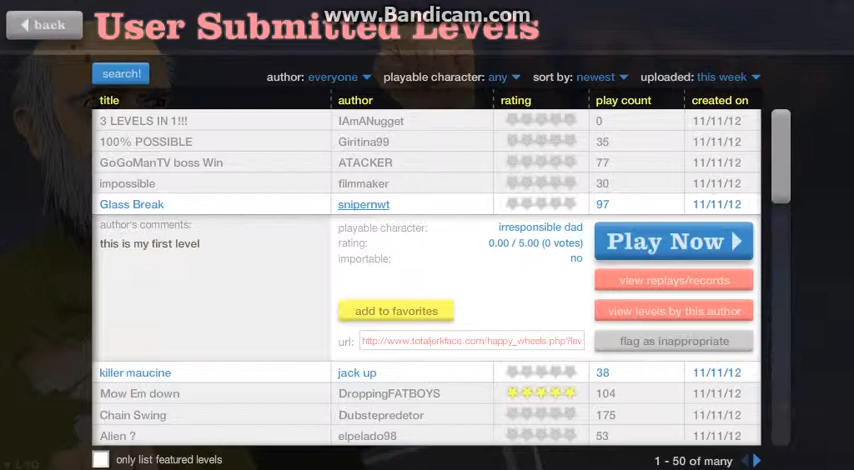 www.Bandicam.com
back
User Submitted Levels
search!
author: everyone playable character: any sort by: newest uploaded: this week
title author rating play count created on
3 LEVELS IN 1!!! IAmANugget 0 11/11/12
100% POSSIBLE Giritina99 35 11/11/12
GoGoManTV boss Win ATACKER 77 11/11/12
impossible filmmaker 30 11/11/12
Glass Break snipernwt 97 11/11/12
author's comments:
this is my first level
playable character: irresponsible dad
rating: 0.00 / 5.00 (0 votes)
importable: no
add to favorites
url: http://www.totaljerkface.com/happy_wheels.php?lev
Play Now
view replays/records
view levels by this author
flag as inappropriate
killer maucine jack up 38 11/11/12
Mow Em down DroppingFATBOYS 104 11/11/12
Chain Swing Dubstepredetor 175 11/11/12
Alien ? elpelado98 53 11/11/12
only list featured levels
1 - 50 of many